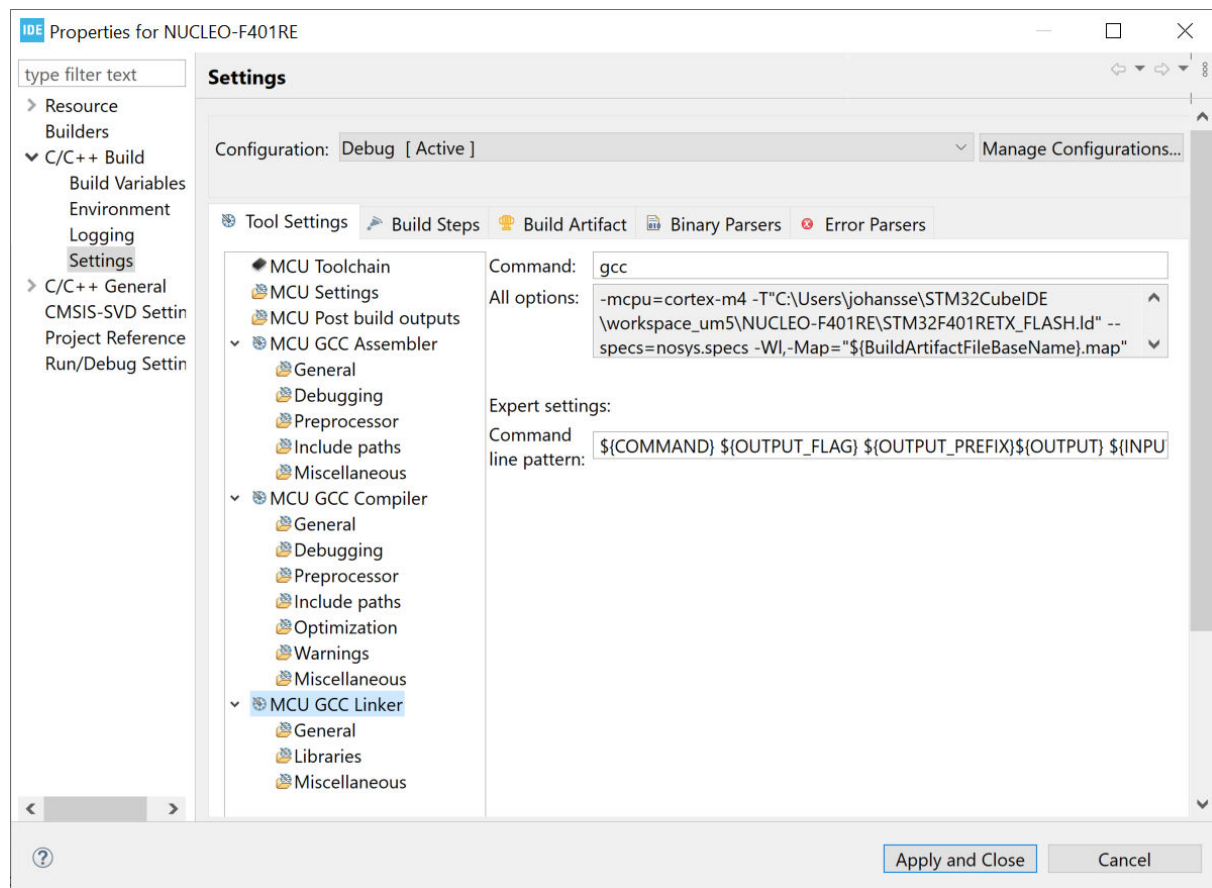 IDE Properties for NUCLEO-F401RE
type filter text
Resource
Builders
C/C++ Build
Build Variables
Environment
Logging
Settings
C/C++ General
CMSIS-SVD Settin
Project Reference
Run/Debug Settin
Settings
Configuration: Debug [ Active ] Manage Configurations...
Tool Settings Build Steps Build Artifact Binary Parsers Error Parsers
MCU Toolchain
MCU Settings
MCU Post build outputs
MCU GCC Assembler
General
Debugging
Preprocessor
Include paths
Miscellaneous
MCU GCC Compiler
General
Debugging
Preprocessor
Include paths
Optimization
Warnings
Miscellaneous
MCU GCC Linker
General
Libraries
Miscellaneous
Command: gcc
All options: -mcpu=cortex-m4 -T"C:\Users\johansse\STM32CubeIDE
\workspace_um5\NUCLEO-F401RE\STM32F401RETX_FLASH.ld" --
specs=nosys.specs -Wl,-Map="${BuildArtifactFileBaseName}.map"
Expert settings:
Command
line pattern: ${COMMAND} ${OUTPUT_FLAG} ${OUTPUT_PREFIX}${OUTPUT} ${INPU
Apply and Close Cancel